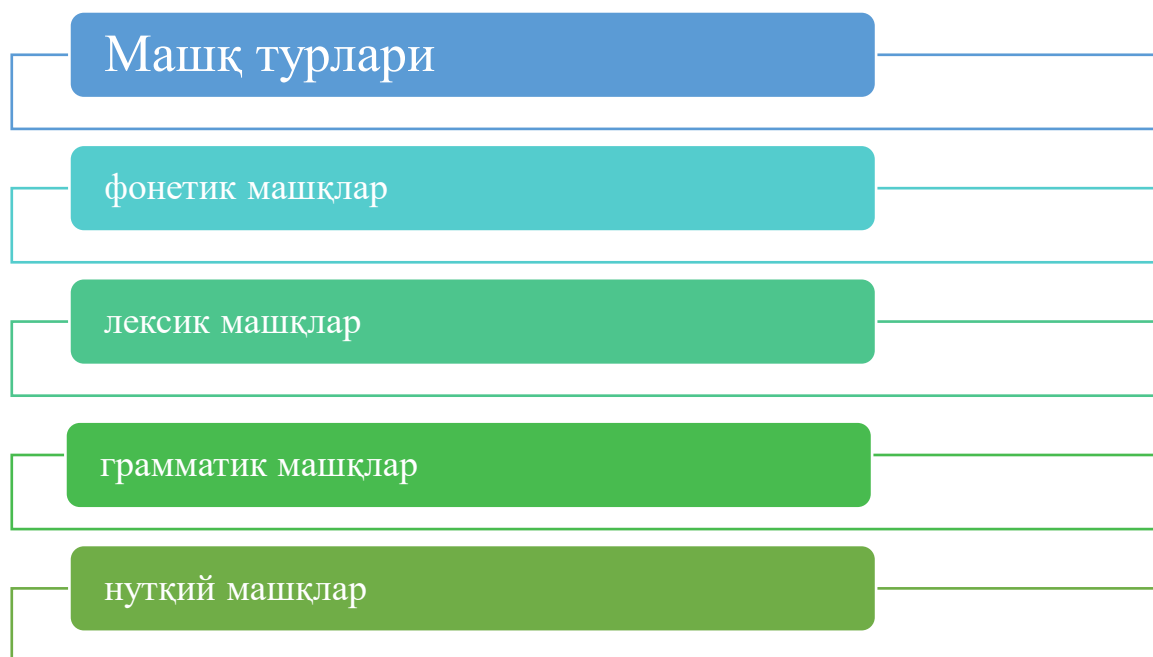 Машқ турлари
фонетик машқлар
лексик машқлар
грамматик машқлар
нутқий машқлар